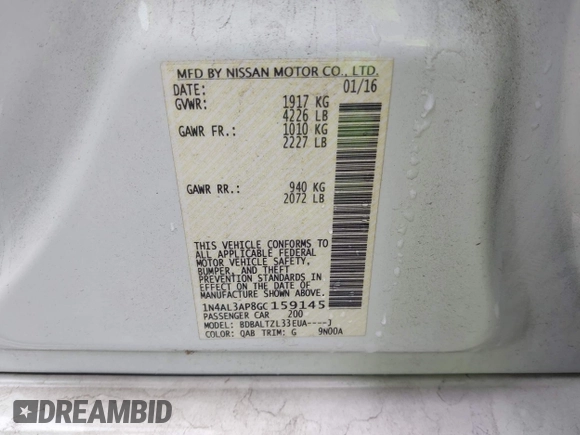 MFD BY NISSAN MOTOR CO., LTD.
DATE: 01/16
GVWR: 1917 KG
4226 LB
GAWR FR.: 1010 KG
2227 LB
GAWR RR.: 940 KG
2072 LB
THIS VEHICLE CONFORMS TO
ALL APPLICABLE FEDERAL
MOTOR VEHICLE SAFETY,
BUMPER, AND THEFT
PREVENTION STANDARDS IN
EFFECT ON THE DATE OF
MANUFACTURE SHOWN ABOVE.
1N4AL3AP8GC159145
PASSENGER CAR 200
MODEL: BDBALTZL33EUA----J
COLOR: QAB TRIM: G 9N00A
DREAMBID